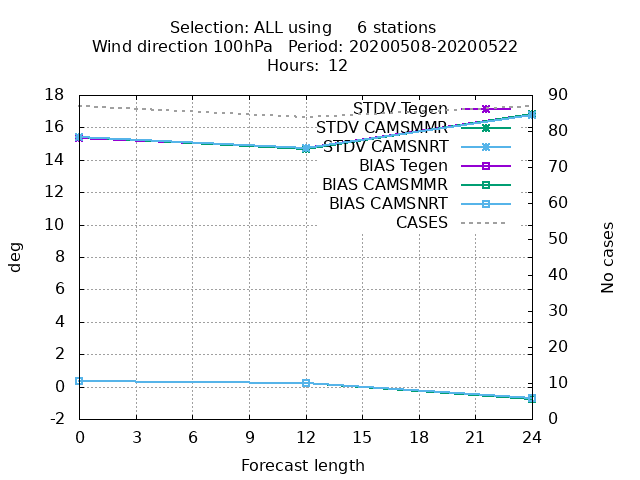 Selection: ALL using     6 stations
Wind direction 100hPa   Period: 20200508-20200522
Hours: 12
18
16
14
12
10
8
6
4
2
0
-2
deg
90
80
70
60
50
40
30
20
10
0
No cases
STDV Tegen
STDV CAMSMMR
STDV CAMSNRT
BIAS Tegen
BIAS CAMSMMR
BIAS CAMSNRT
CASES
0 3 6 9 12 15 18 21 24
Forecast length